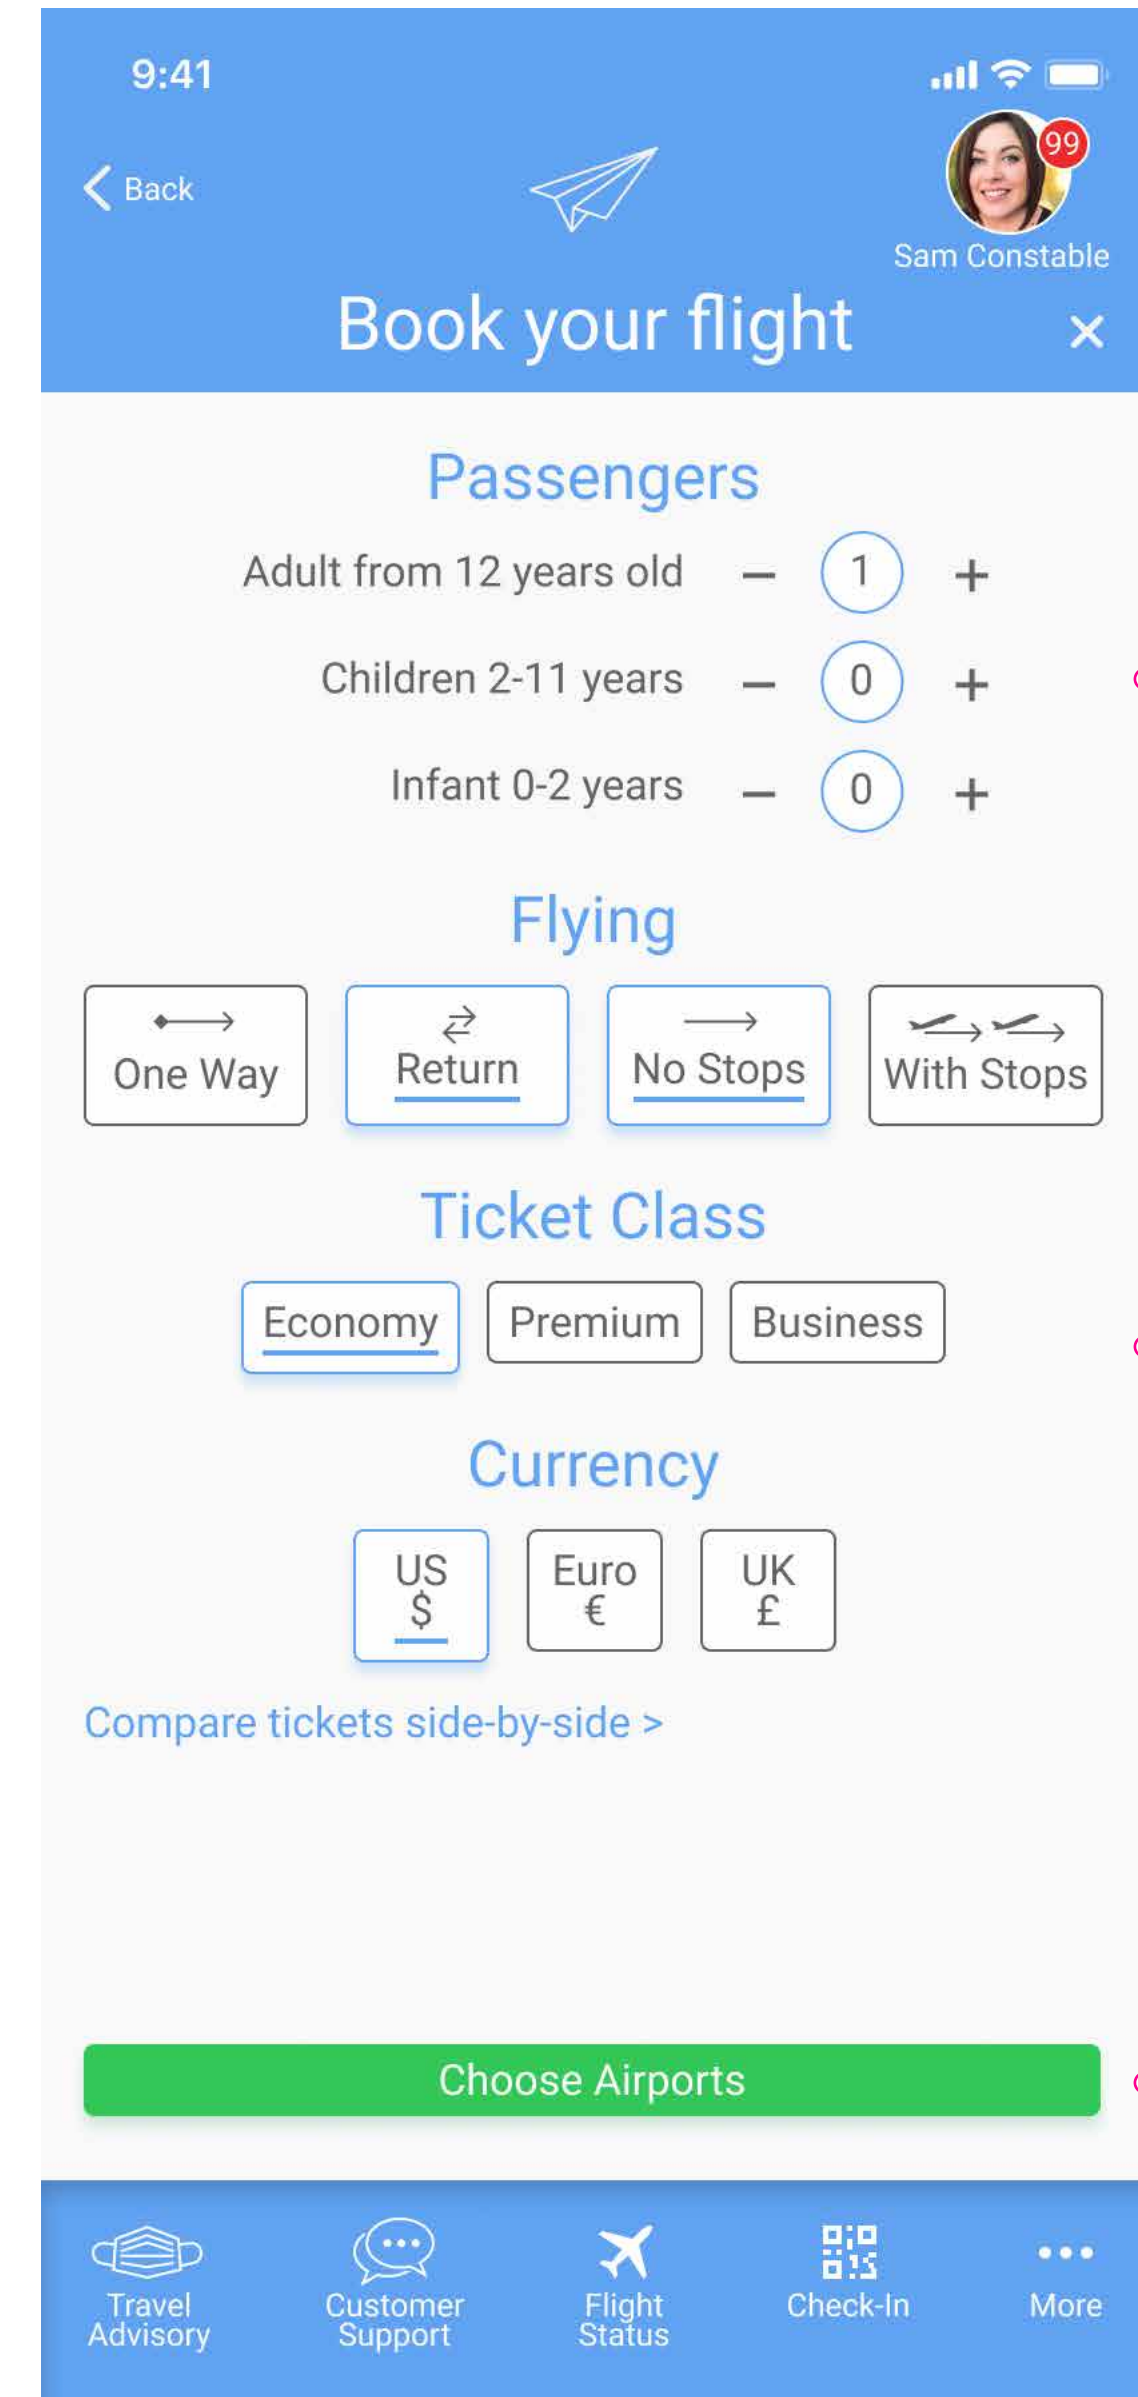 9:41
Back
99
Sam Constable
Book your flight
Passengers
Adult from 12 years old − 1 +
Children 2-11 years − 0 +
Infant 0-2 years − 0 +
Flying
One Way Return No Stops With Stops
Ticket Class
Economy Premium Business
Currency
US Euro UK
$ € £
Compare tickets side-by-side >
Choose Airports
Travel Customer Flight Check-In More
Advisory Support Status